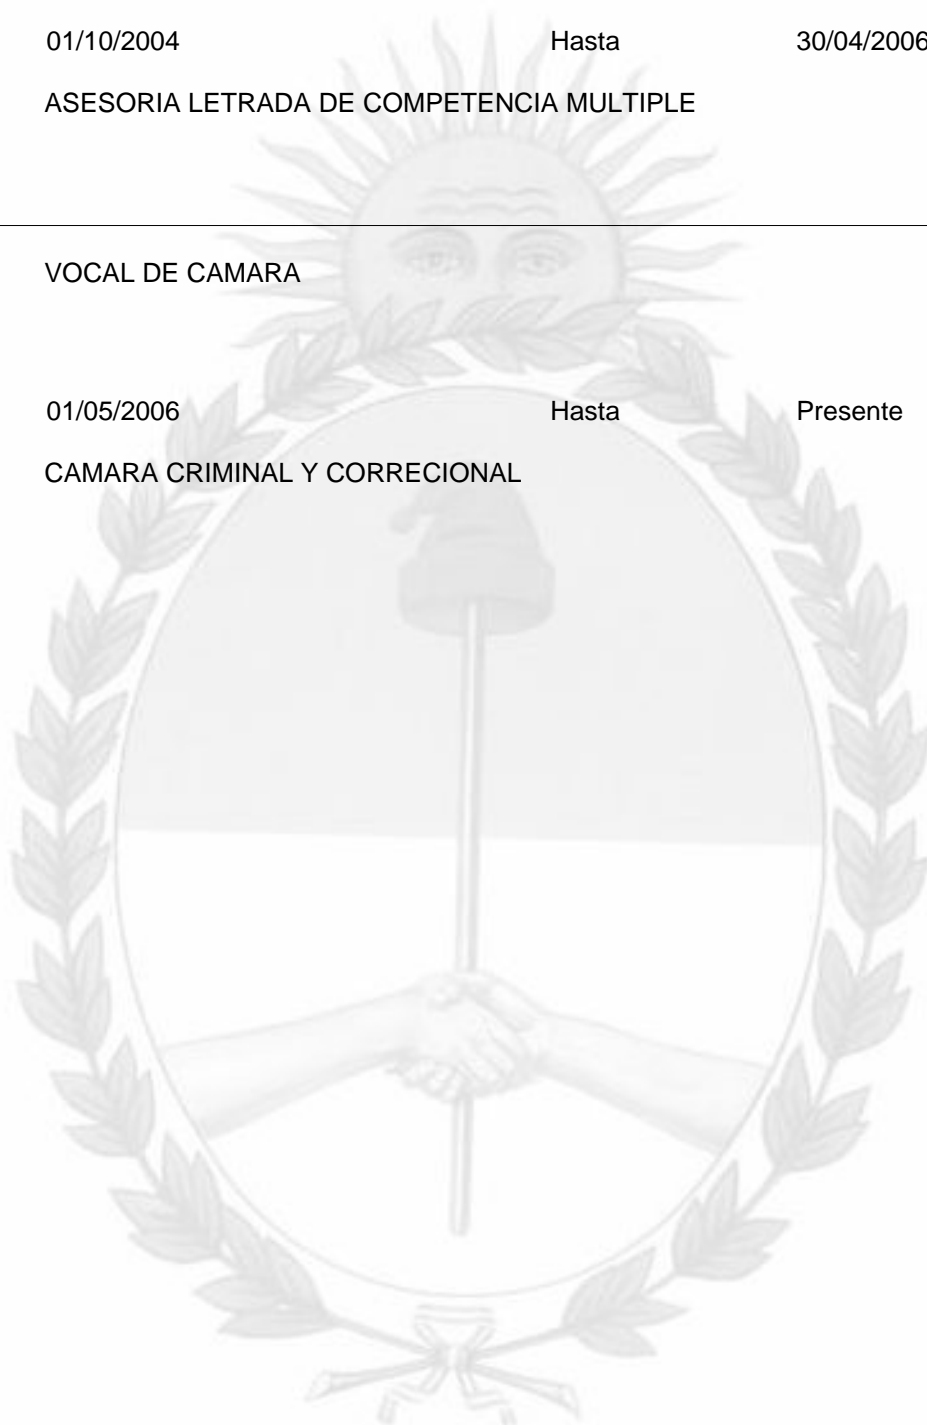 01/10/2004 Hasta 30/04/2006
ASESORIA LETRADA DE COMPETENCIA MULTIPLE
VOCAL DE CAMARA
01/05/2006 Hasta Presente
CAMARA CRIMINAL Y CORRECIONAL